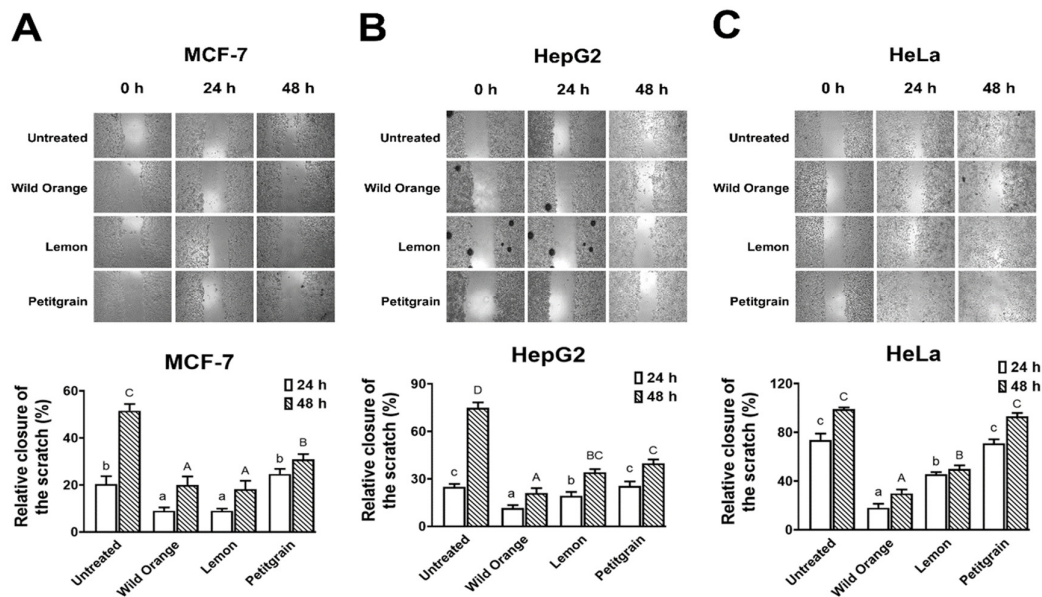 A
MCF-7
0 h 24 h 48 h
Untreated
Wild Orange
Lemon
Petitgrain
MCF-7
24 h
48 h
Relative closure of
the scratch (%)
60
40
20
0
b C a A a A b B
Untreated
Wild Orange
Lemon
Petitgrain
B
HepG2
0 h 24 h 48 h
Untreated
Wild Orange
Lemon
Petitgrain
HepG2
24 h
48 h
Relative closure of
the scratch (%)
90
60
30
0
c D a A b BC c C
Untreated
Wild Orange
Lemon
Petitgrain
C
HeLa
0 h 24 h 48 h
Untreated
Wild Orange
Lemon
Petitgrain
HeLa
24 h
48 h
Relative closure of
the scratch (%)
120
80
40
0
c C a A b B c C
Untreated
Wild Orange
Lemon
Petitgrain